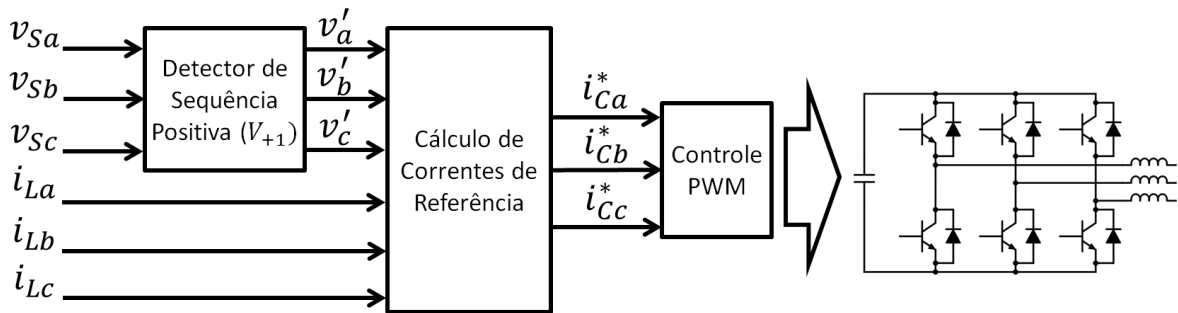 v_Sa
v_Sb
v_Sc
i_La
i_Lb
i_Lc
Detector de
Sequência
Positiva (V_+1)
v'_a
v'_b
v'_c
Cálculo de
Correntes de
Referência
i*_Ca
i*_Cb
i*_Cc
Controle
PWM